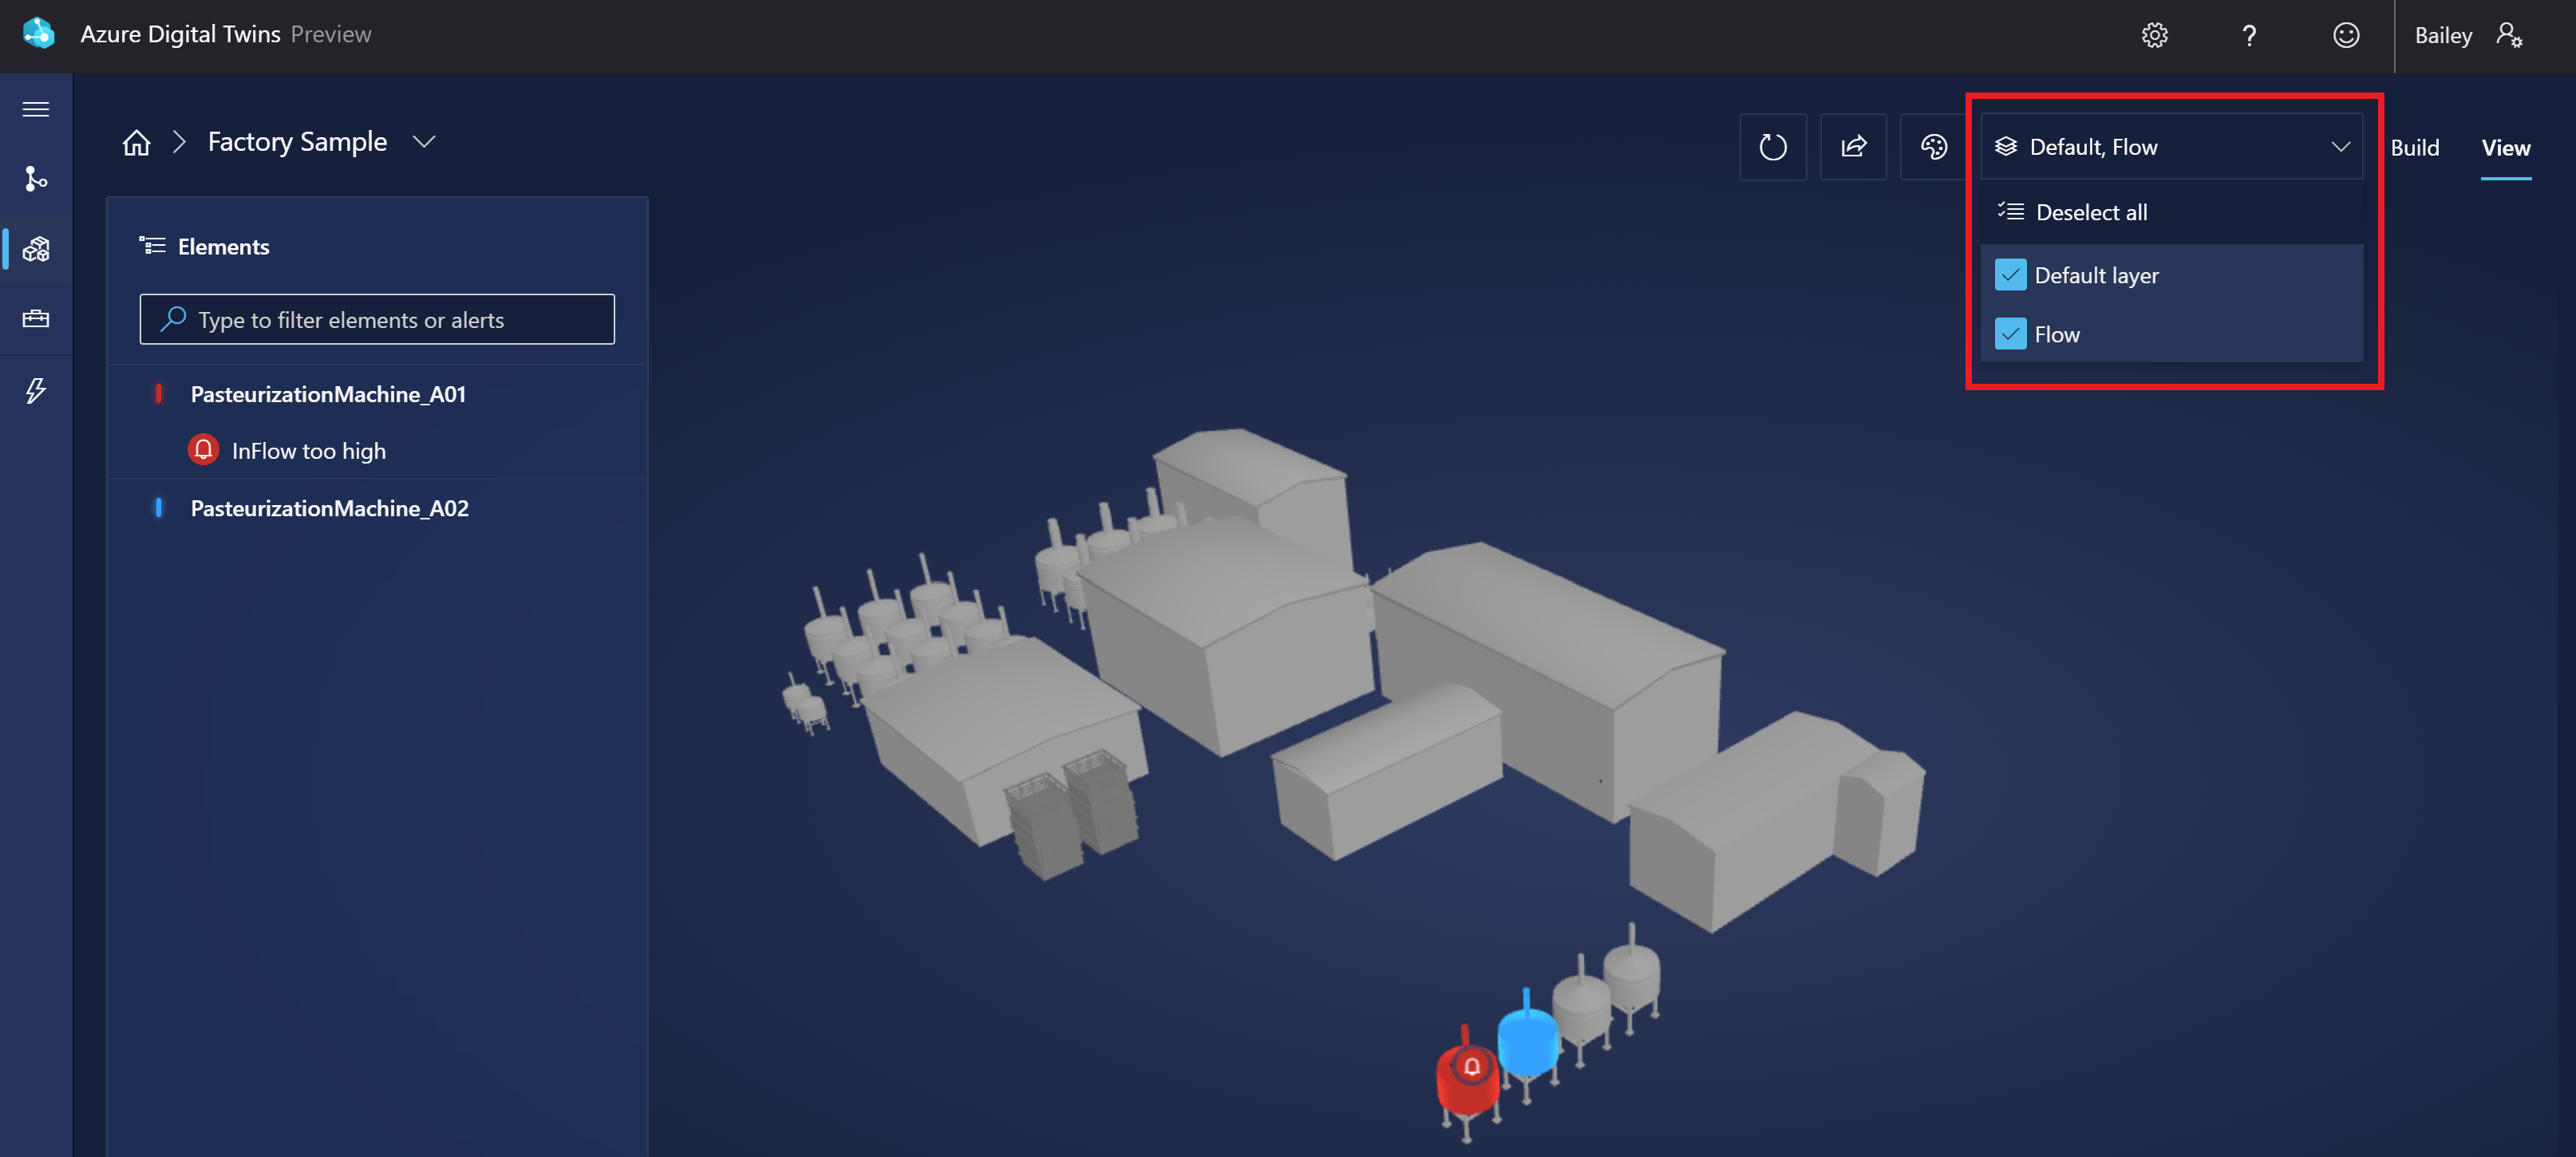 Azure Digital Twins Preview
?
Bailey
Factory Sample
Default, Flow
Build
View
Deselect all
Default layer
Flow
Elements
Type to filter elements or alerts
PasteurizationMachine_A01
InFlow too high
PasteurizationMachine_A02